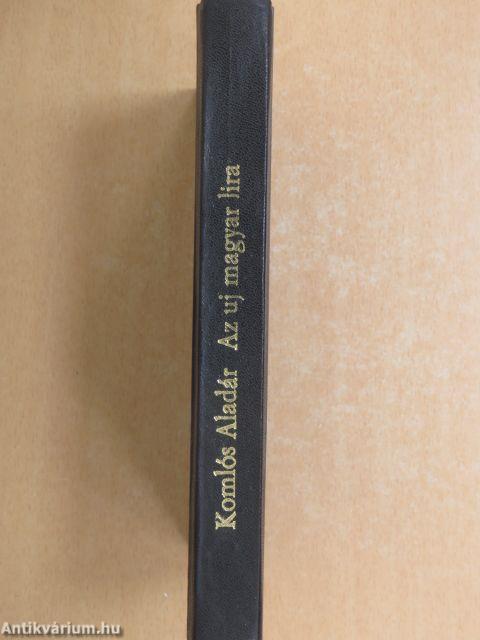 Komlós Aladár Az uj magyar lira
Antikvárium.hu